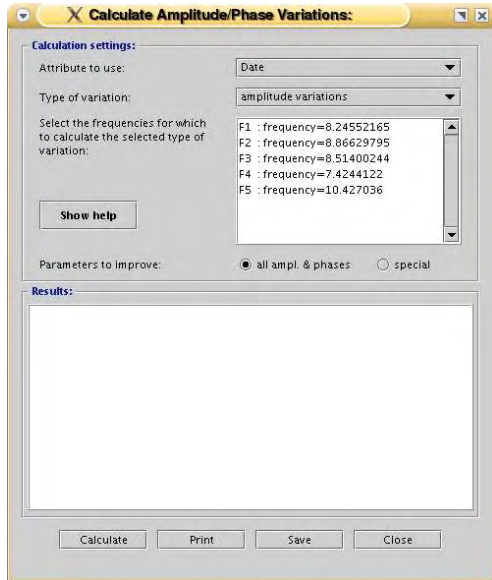 Calculate Amplitude/Phase Variations:
Calculation settings:
Attribute to use:
Date
Type of variation:
amplitude variations
Select the frequencies for which
to calculate the selected type of
variation:
F1 : frequency=8.24552165
F2 : frequency=8.86629795
F3 : frequency=8.51400244
F4 : frequency=7.4244122
F5 : frequency=10.427036
Show help
Parameters to improve:
all ampl. & phases
special
Results:
Calculate
Print
Save
Close